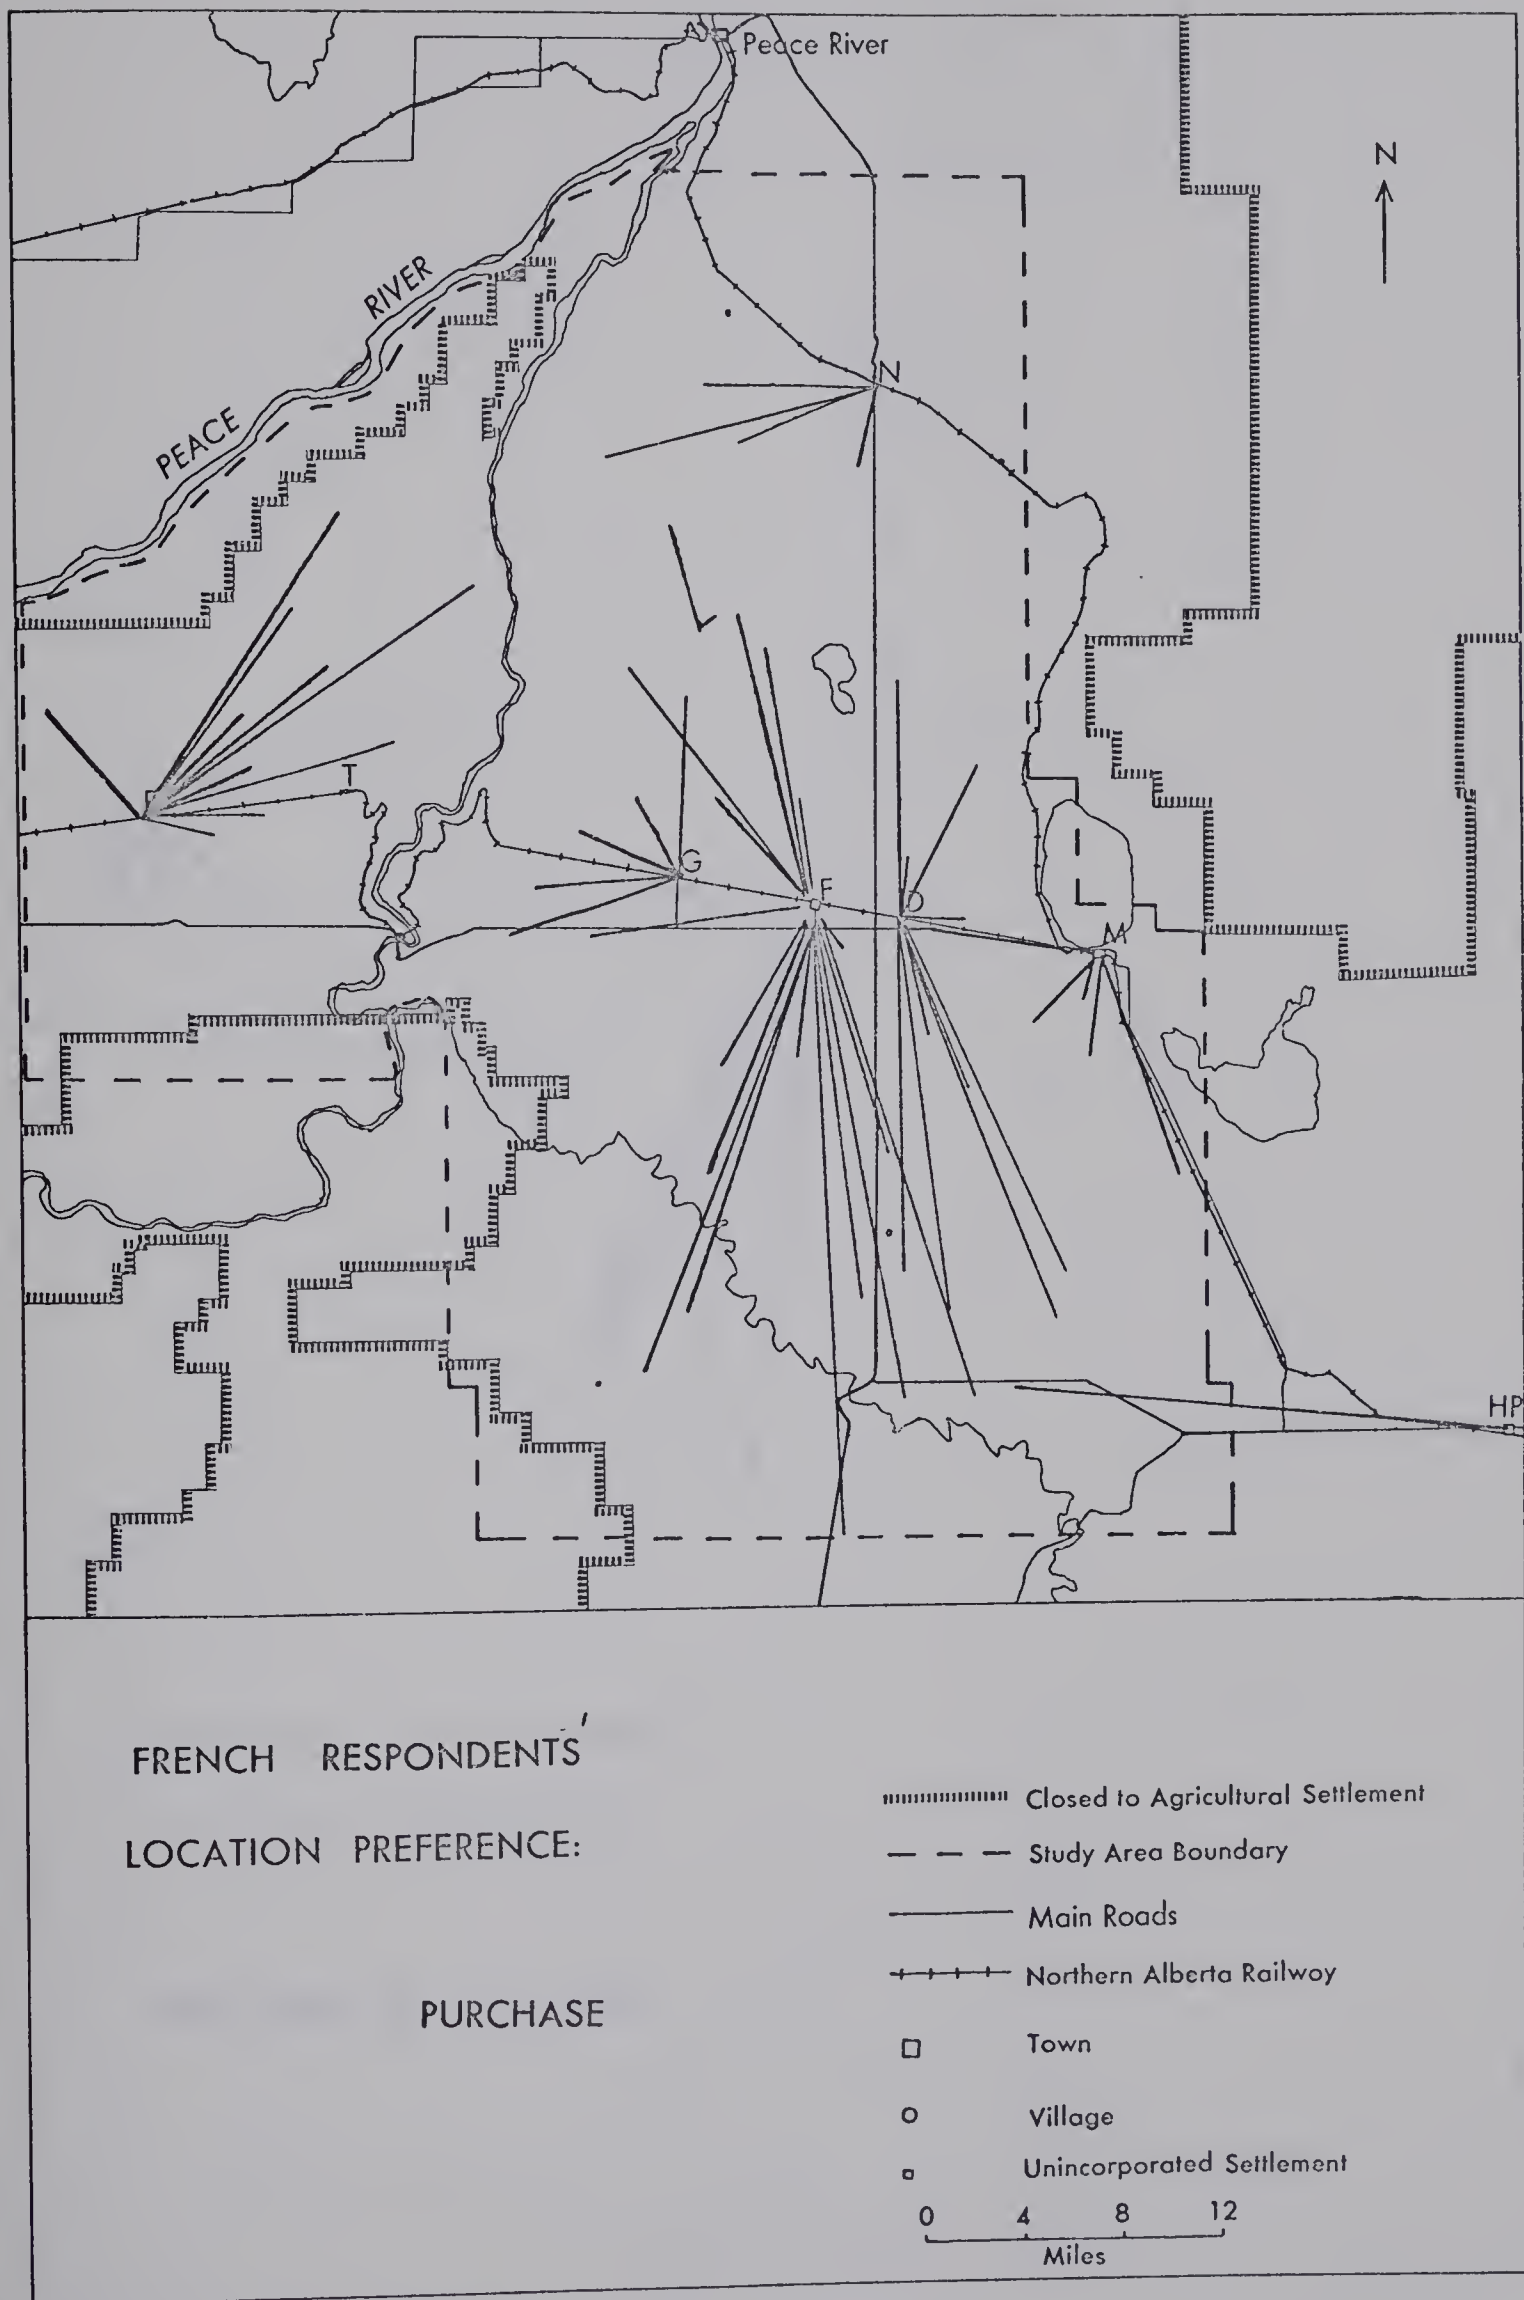 Peace River
N
RIVER
PEACE
N
T
G
F
D
M
HP
FRENCH RESPONDENTS'
LOCATION PREFERENCE:
PURCHASE
Closed to Agricultural Settlement
Study Area Boundary
Main Roads
Northern Alberta Railway
Town
Village
Unincorporated Settlement
0 4 8 12
Miles